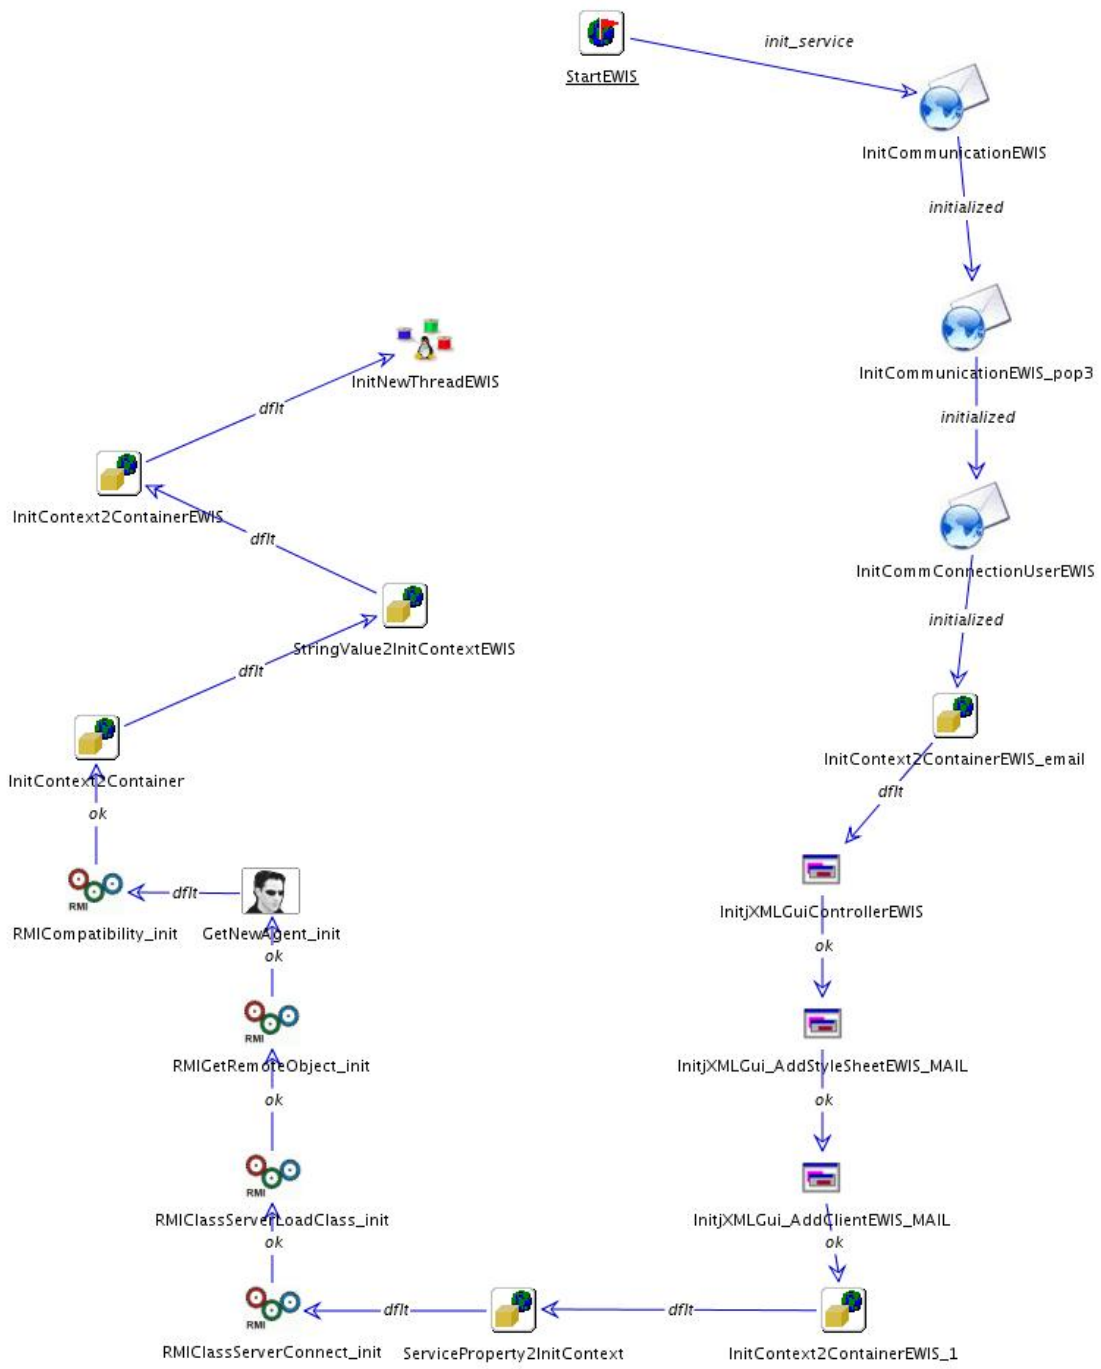 init_service
StartEWIS
InitCommunicationEWIS
initialized
InitCommunicationEWIS_pop3
InitNewThreadEWIS
dflt
initialized
InitContext2ContainerEWIS
dflt
InitCommConnectionUserEWIS
initialized
StringValue2InitContextEWIS
dflt
InitContext2ContainerEWIS_email
InitContext2Container
dflt
ok
RMI
dflt
InitjXMLGuiControllerEWIS
RMICompatibility_init
GetNewAgent_init
ok
ok
RMI
RMIGetRemoteObject_init
InitjXMLGui_AddStyleSheetEWIS_MAIL
ok
ok
RMI
RMIClassServerLoadClass_init
InitjXMLGui_AddClientEWIS_MAIL
ok
ok
RMI
dflt
dflt
RMIClassServerConnect_init
ServiceProperty2InitContext
InitContext2ContainerEWIS_1